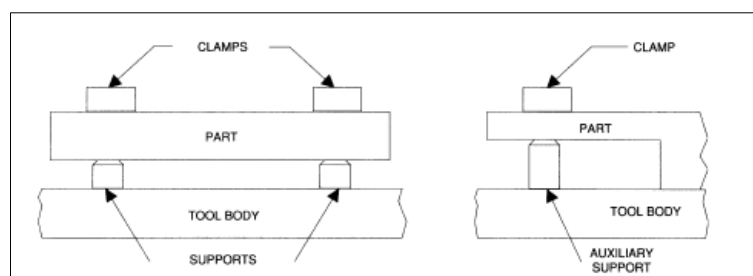 CLAMPS
PART
TOOL BODY
SUPPORTS
CLAMP
PART
TOOL BODY
AUXILIARY
SUPPORT